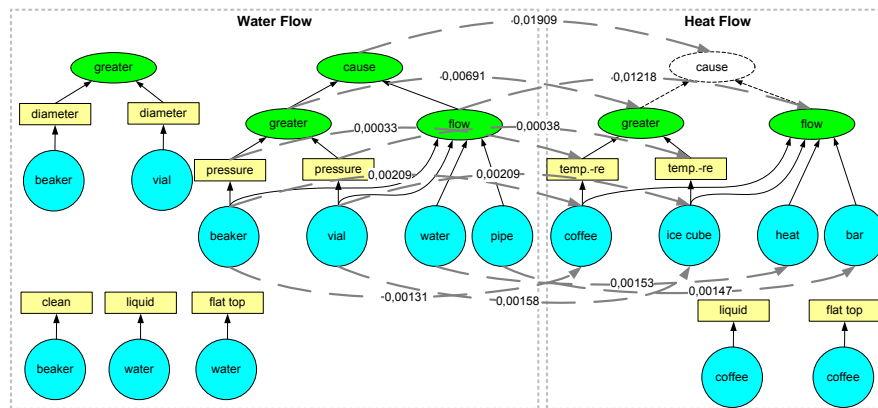 Water Flow
Heat Flow
-0,01909
greater
cause
cause
-0,00691
-0,01218
diameter
diameter
greater
flow
greater
flow
0,00033
0,00038
pressure
pressure
temp.-re
temp.-re
0,00209
0,00209
beaker
vial
beaker
vial
water
pipe
coffee
ice cube
heat
bar
0,00153
0,00147
-0,00131
0,00158
clean
liquid
flat top
liquid
flat top
beaker
water
water
coffee
coffee